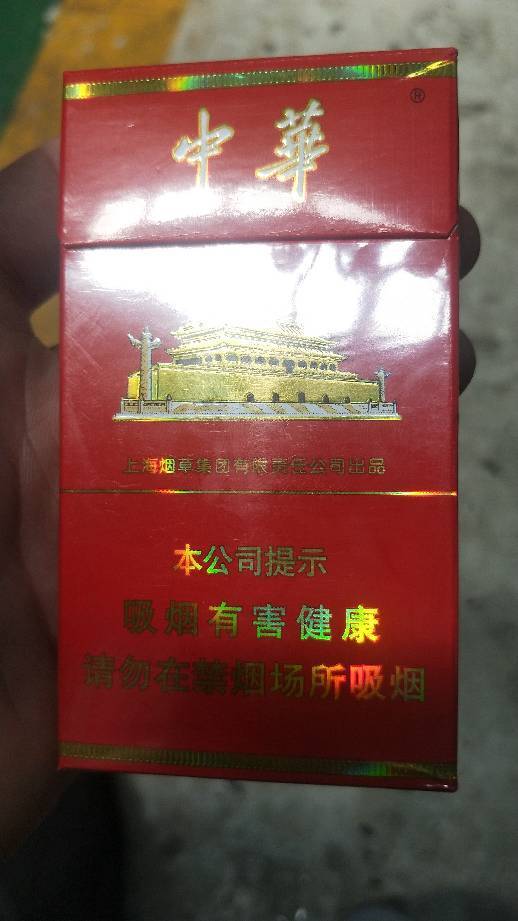 中華
®
上海烟草集团有限责任公司出品
本公司提示
吸烟有害健康
请勿在禁烟场所吸烟